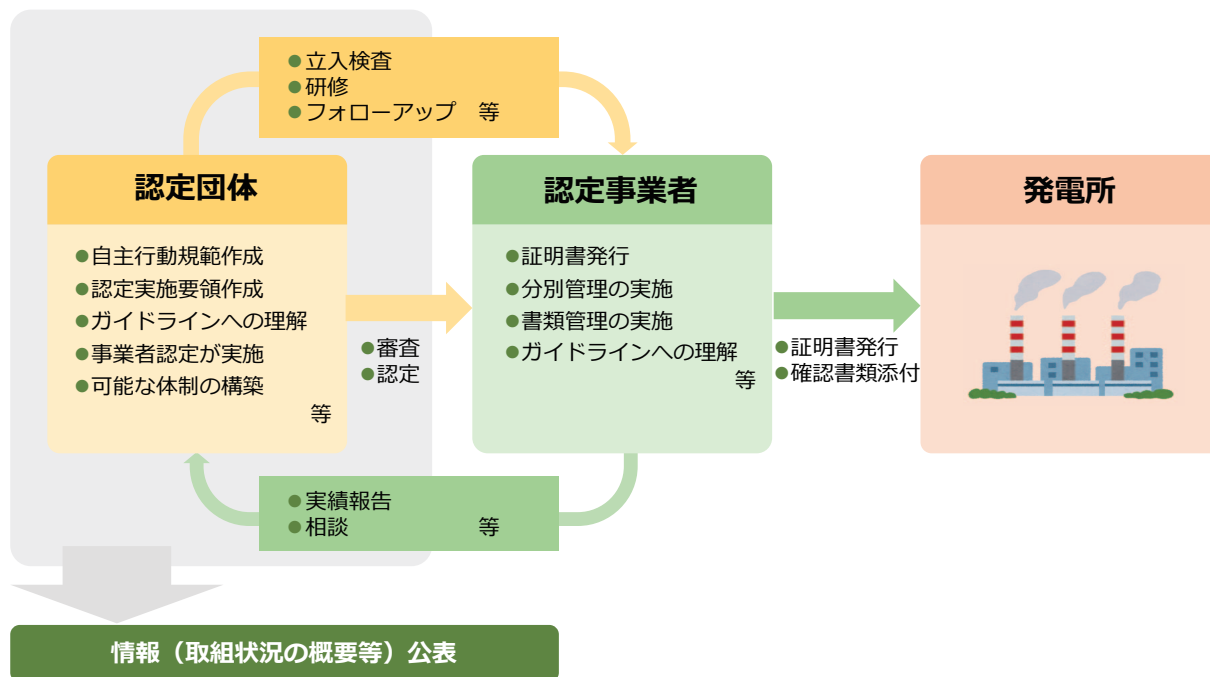 ●立入検査
●研修
●フォローアップ 等
認定団体
●自主行動規範作成
●認定実施要領作成
●ガイドラインへの理解
●事業者認定が実施
●可能な体制の構築
等
●審査
●認定
認定事業者
●証明書発行
●分別管理の実施
●書類管理の実施
●ガイドラインへの理解
等
●証明書発行
●確認書類添付
発電所
●実績報告
●相談 等
情報（取組状況の概要等）公表